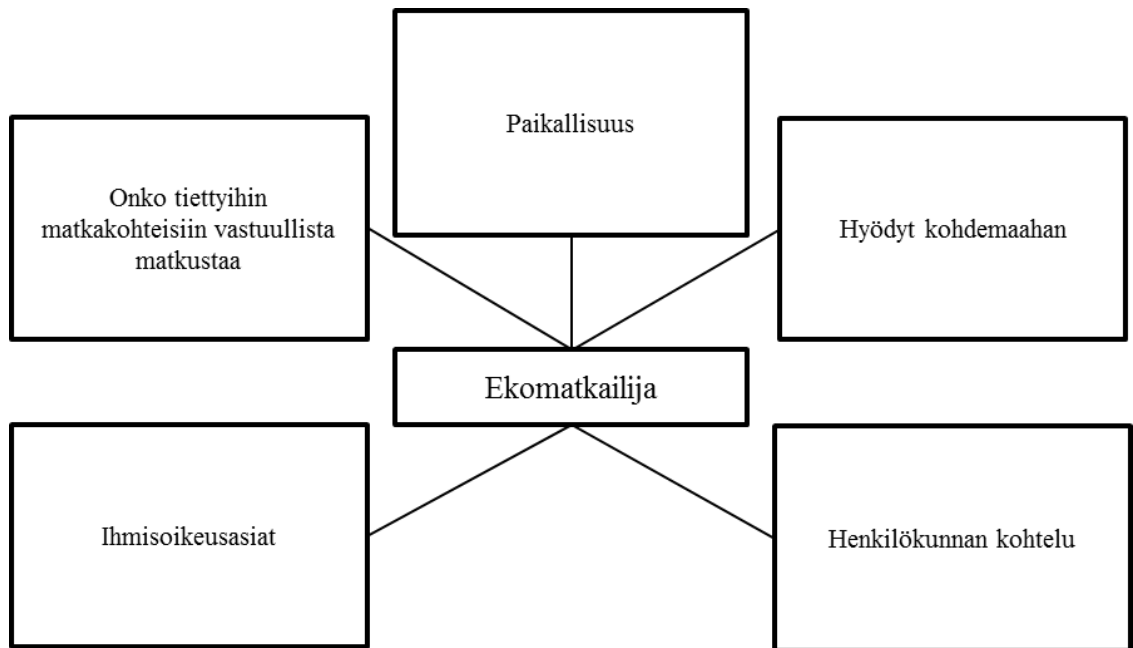 Paikallisuus
Onko tiettyihin
matkakohteisiin vastuullista
matkustaa
Hyödyt kohdemaahan
Ekomatkailija
Ihmisoikeusasiat
Henkilökunnan kohtelu